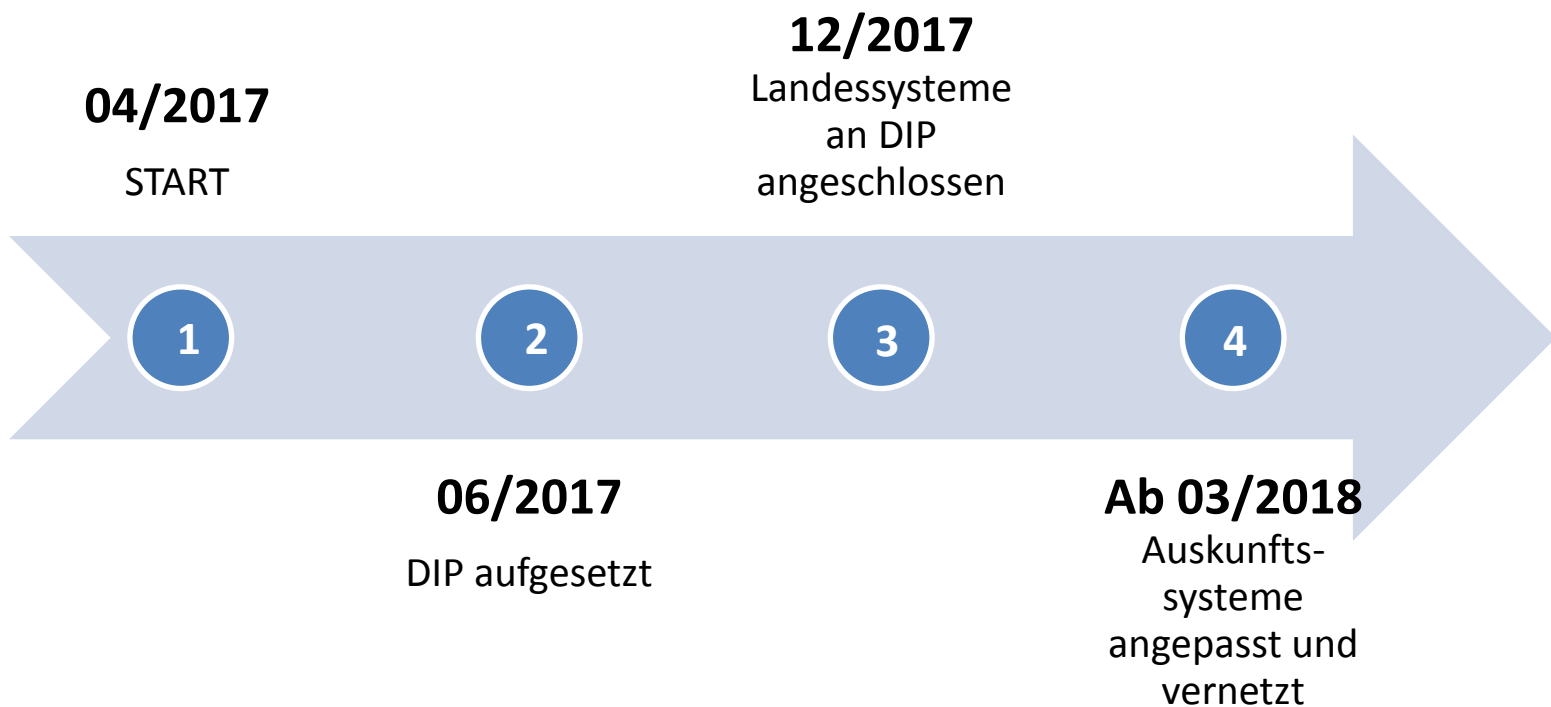 04/2017
START
12/2017
Landessysteme
an DIP
angeschlossen
1
2
3
4
06/2017
DIP aufgesetzt
Ab 03/2018
Auskunfts-
systeme
angepasst und
vernetzt